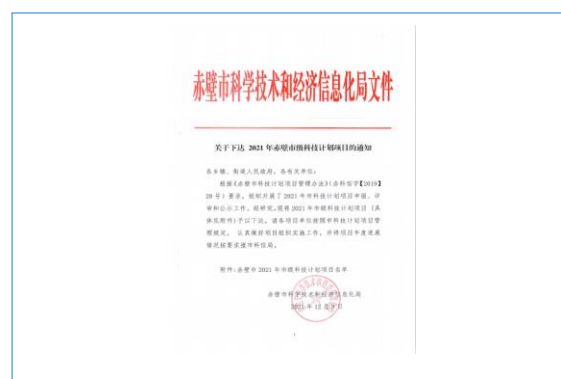 赤壁市科学技术和经济信息化局文件
关于下达 2021 年赤壁市级科技计划项目的通知
各乡镇、街道人民政府，各有关单位：
根据《赤壁市科技计划项目管理办法》（赤科经字【2019】
28 号）要求，组织开展了 2021 年市科技计划项目申报、评
审和公示工作。经研究，现将 2021 年市级科技计划项目（具
体见附件）予以下达。请各项目单位按照市科技计划项目管
理规定，认真做好项目组织实施工作，并将项目年度进展
情况按要求报市科经局。
附件：赤壁市 2021 年市级科技计划项目名单
赤壁市科学技术和经济信息化局
2021 年 12 月 9 日
1